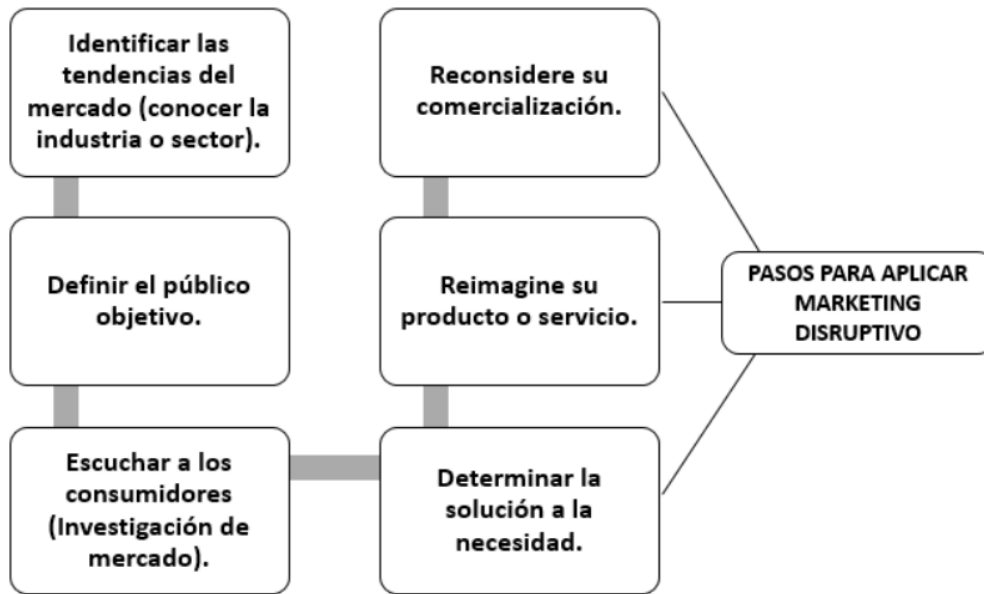 Identificar las
tendencias del
mercado (conocer la
industria o sector).
Definir el público
objetivo.
Escuchar a los
consumidores
(Investigación de
mercado).
Determinar la
solución a la
necesidad.
Reimagine su
producto o servicio.
Reconsidere su
comercialización.
PASOS PARA APLICAR
MARKETING
DISRUPTIVO